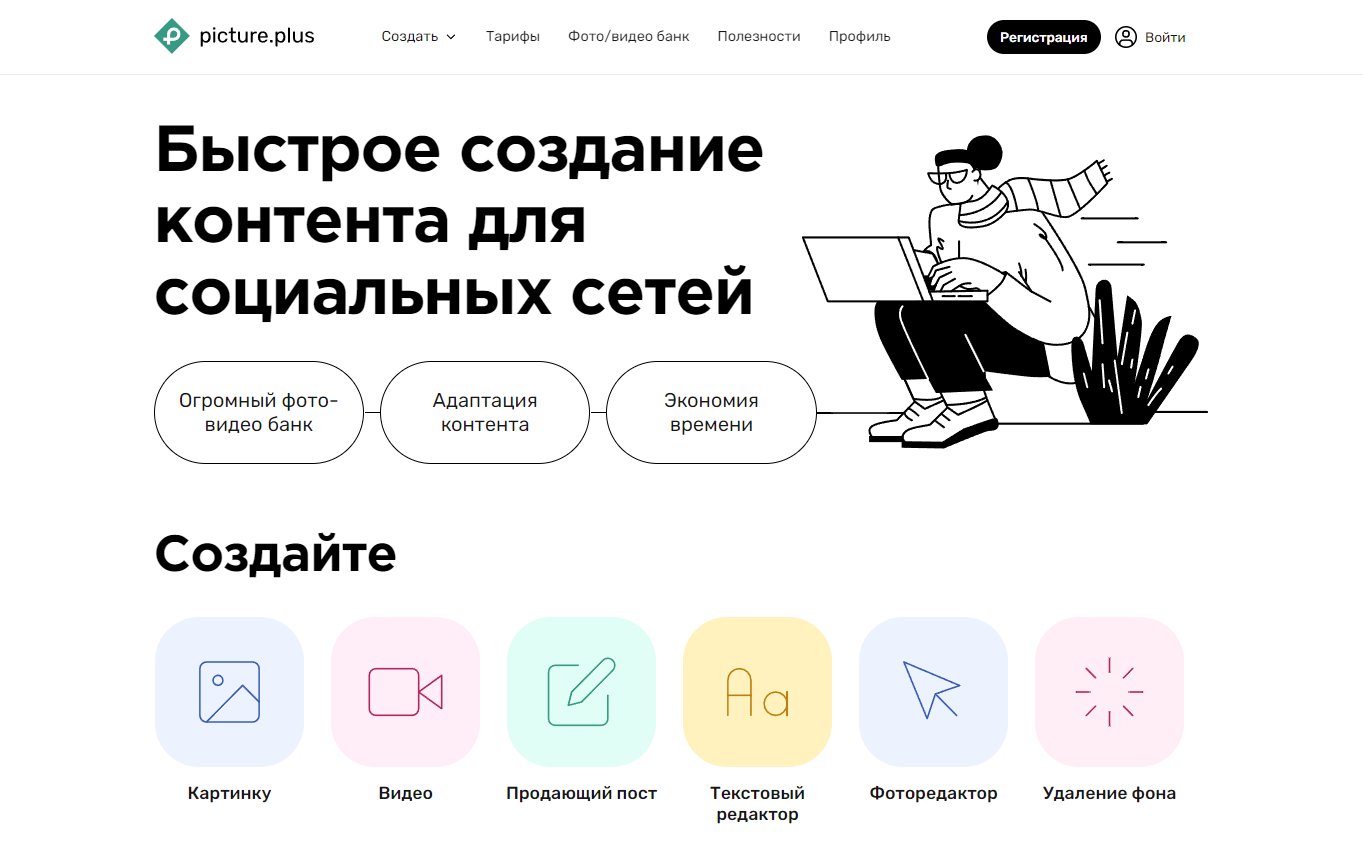 picture.plus
Создать
Тарифы
Фото/видео банк
Полезности
Профиль
Регистрация
Войти
Быстрое создание
контента для
социальных сетей
Огромный фото-
видео банк
Адаптация
контента
Экономия
времени
Создайте
Aa
Картинку
Видео
Продающий пост
Текстовый
редактор
Фоторедактор
Удаление фона